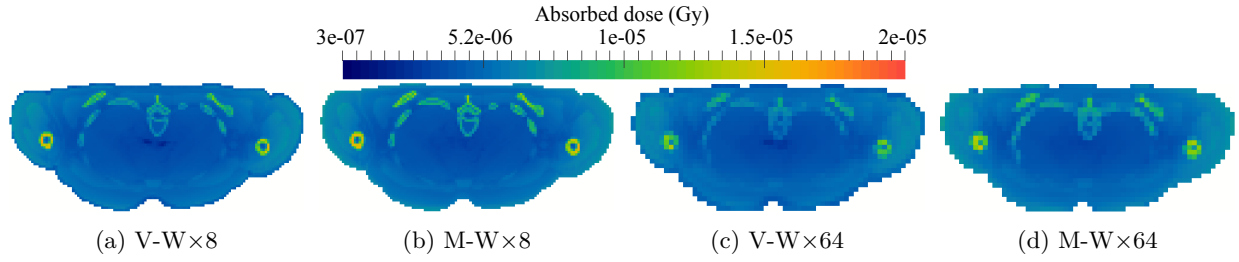 Absorbed dose (Gy)
3e-07 5.2e-06 1e-05 1.5e-05 2e-05
(a) V-W×8 (b) M-W×8 (c) V-W×64 (d) M-W×64